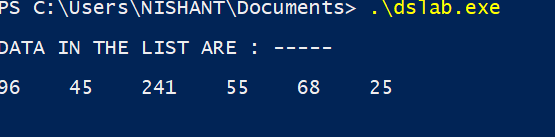 PS C:\Users\NISHANT\Documents> .\dslab.exe
DATA IN THE LIST ARE : -----
96 45 241 55 68 25